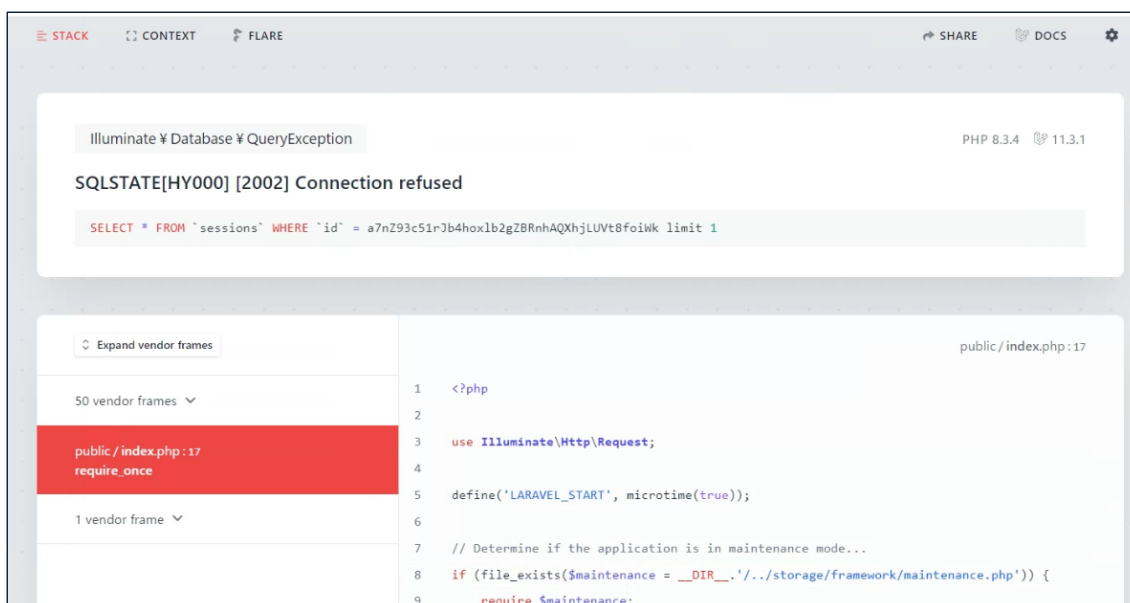 STACK CONTEXT FLARE SHARE DOCS
Illuminate ¥ Database ¥ QueryException PHP 8.3.4 11.3.1
SQLSTATE[HY000] [2002] Connection refused
SELECT * FROM `sessions` WHERE `id` = a7nZ93c51rJb4hoxlb2gZBRnhAQXhjLUVt8foiWk limit 1
Expand vendor frames
public / index.php : 17
50 vendor frames
public / index.php : 17
require_once
1 vendor frame
1 <?php
2
3 use Illuminate\Http\Request;
4
5 define('LARAVEL_START', microtime(true));
6
7 // Determine if the application is in maintenance mode...
8 if (file_exists($maintenance = __DIR__.'/../storage/framework/maintenance.php')) {
9 require $maintenance;